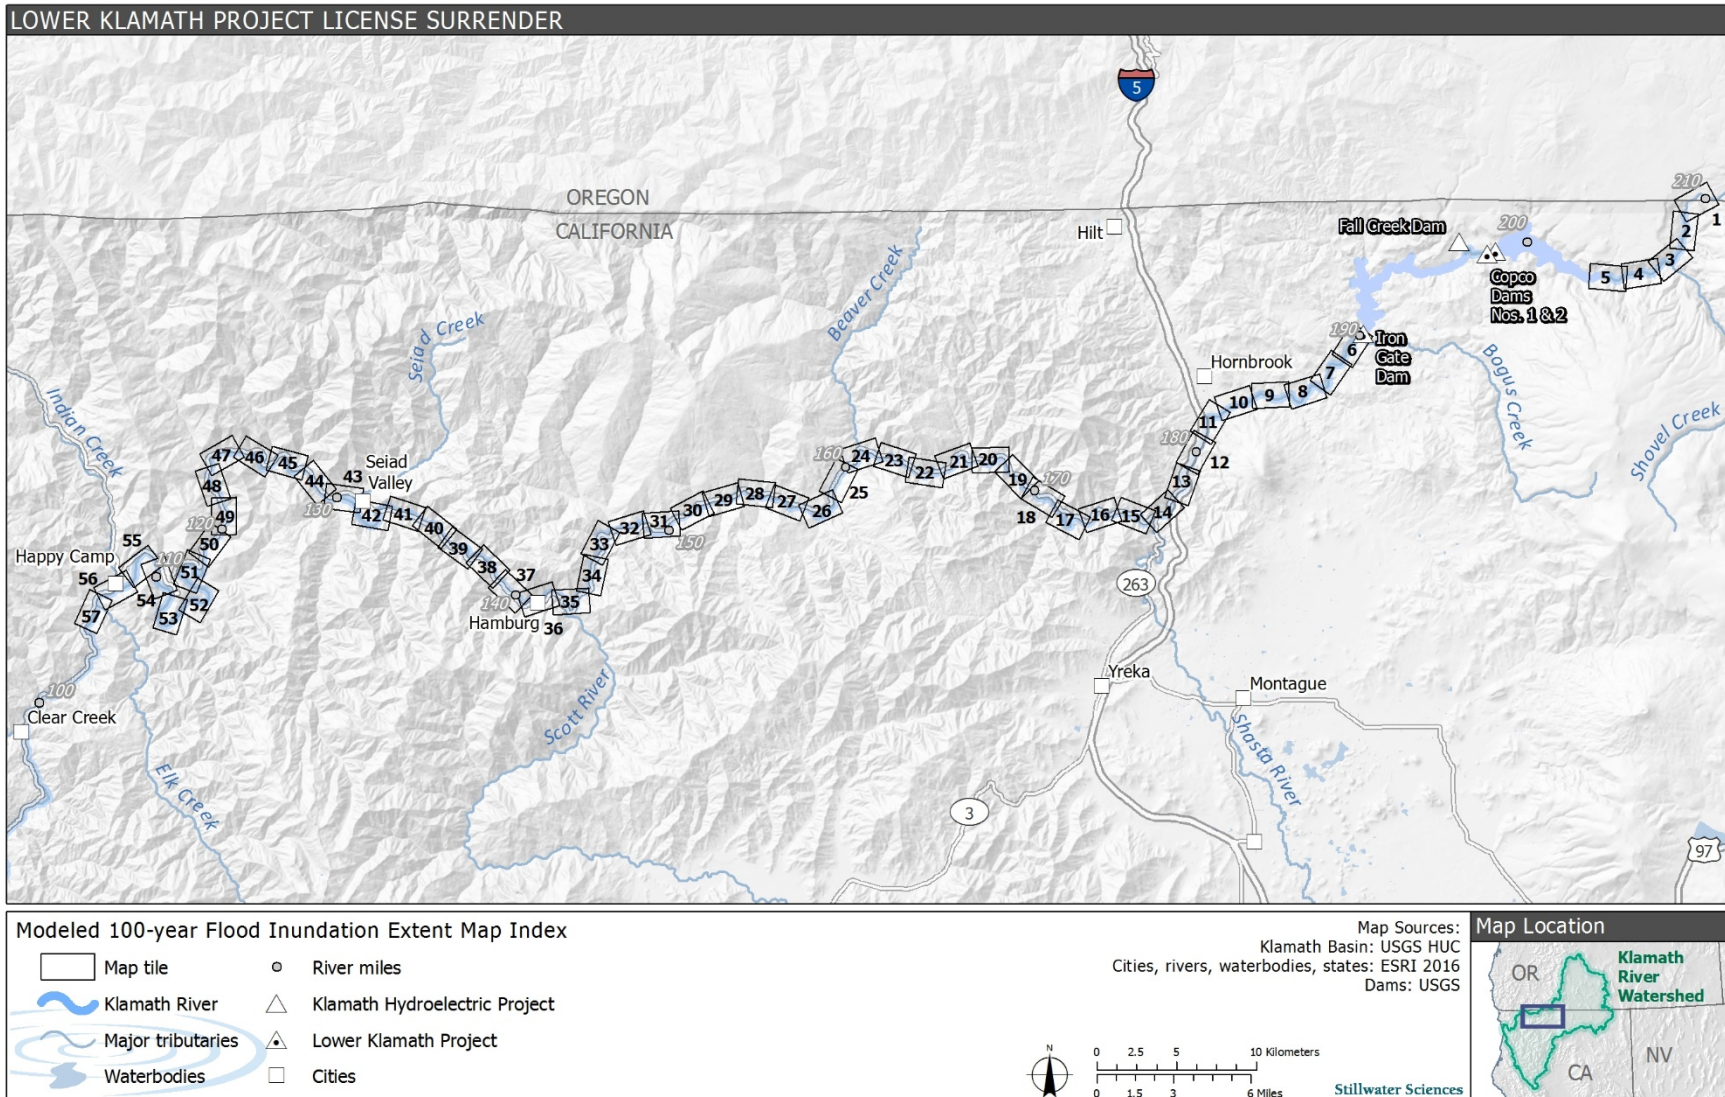 LOWER KLAMATH PROJECT LICENSE SURRENDER
5
OREGON
CALIFORNIA
Hilt
Fall Creek Dam
200
210
1
2
3
4
5
Copco
Dams
Nos. 1 & 2
190
Iron
Gate
Dam
6
7
8
9
10
11
Hornbrook
180
12
13
14
15
16
17
18
170
19
20
21
22
23
24
160
25
26
27
28
29
30
31
150
32
33
34
35
36
37
140
Hamburg
38
39
40
41
42
43
Seiad
Valley
130
44
45
46
47
48
49
120
50
51
52
53
54
110
55
56
57
Happy Camp
100
Clear Creek
Indian Creek
Seiad Creek
Beaver Creek
Bogus Creek
Shovel Creek
Elk Creek
Scott River
Shasta River
263
Yreka
Montague
3
97
Modeled 100-year Flood Inundation Extent Map Index
Map tile
River miles
Klamath River
Klamath Hydroelectric Project
Major tributaries
Lower Klamath Project
Waterbodies
Cities
Map Sources:
Klamath Basin: USGS HUC
Cities, rivers, waterbodies, states: ESRI 2016
Dams: USGS
N
0 2.5 5 10 Kilometers
0 1.5 3 6 Miles
Stillwater Sciences
Map Location
OR
Klamath
River
Watershed
CA
NV